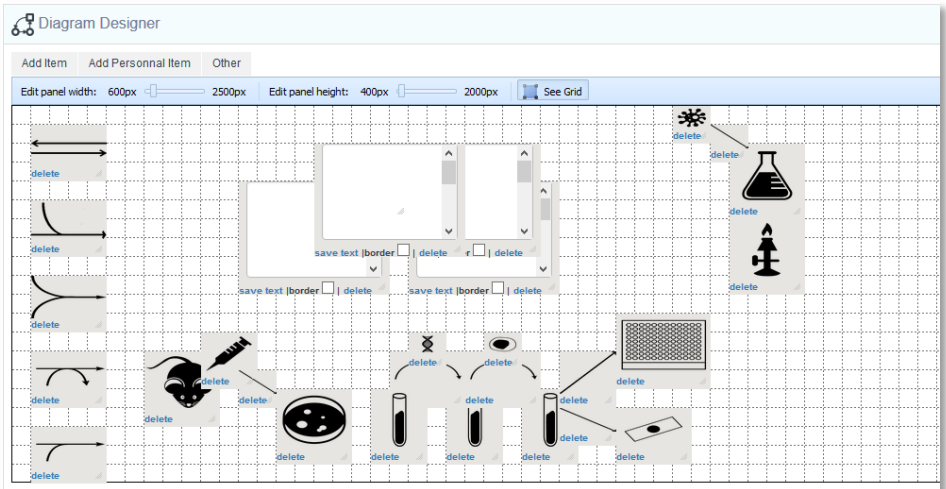 Diagram Designer
Add Item Add Personnal Item Other
Edit panel width: 600px 2500px Edit panel height: 400px 2000px See Grid
delete
delete
delete
delete
delete
save text |border | delete r | delete
save text |border | delete save text |border | delete
delete
delete
delete
delete
delete
delete delete
delete
delete delete
delete
delete
delete
delete
delete
delete
delete delete delete delete delete
delete